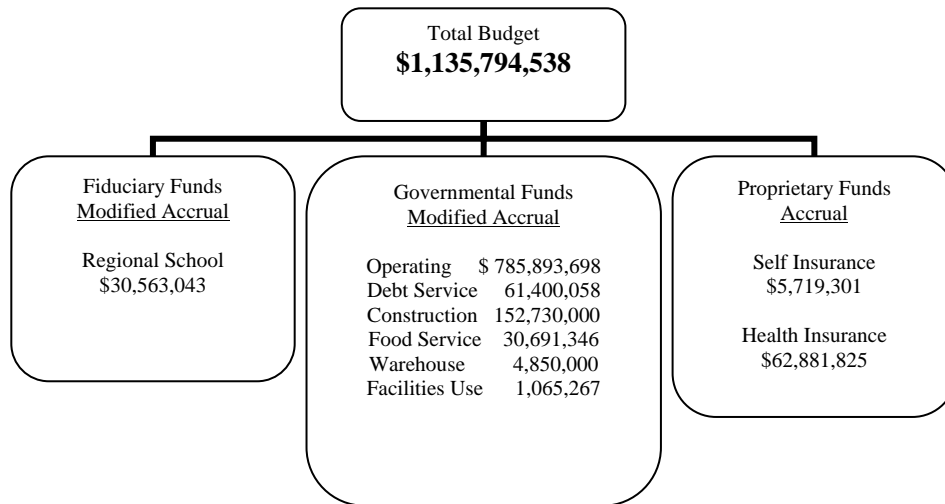 Total Budget
$1,135,794,538
Fiduciary Funds
Modified Accrual
Regional School
$30,563,043
Governmental Funds
Modified Accrual
Operating $ 785,893,698
Debt Service 61,400,058
Construction 152,730,000
Food Service 30,691,346
Warehouse 4,850,000
Facilities Use 1,065,267
Proprietary Funds
Accrual
Self Insurance
$5,719,301
Health Insurance
$62,881,825